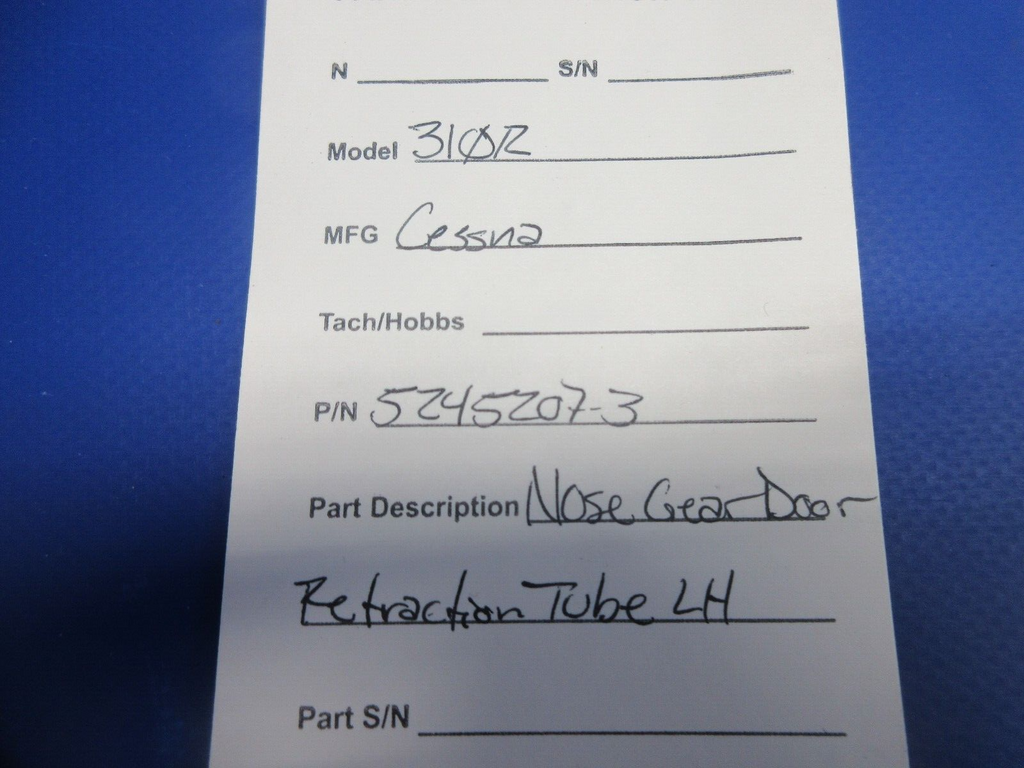 N S/N
Model 310R
MFG Cessna
Tach/Hobbs
P/N 5245207-3
Part Description Nose Gear Door
Retraction Tube LH
Part S/N